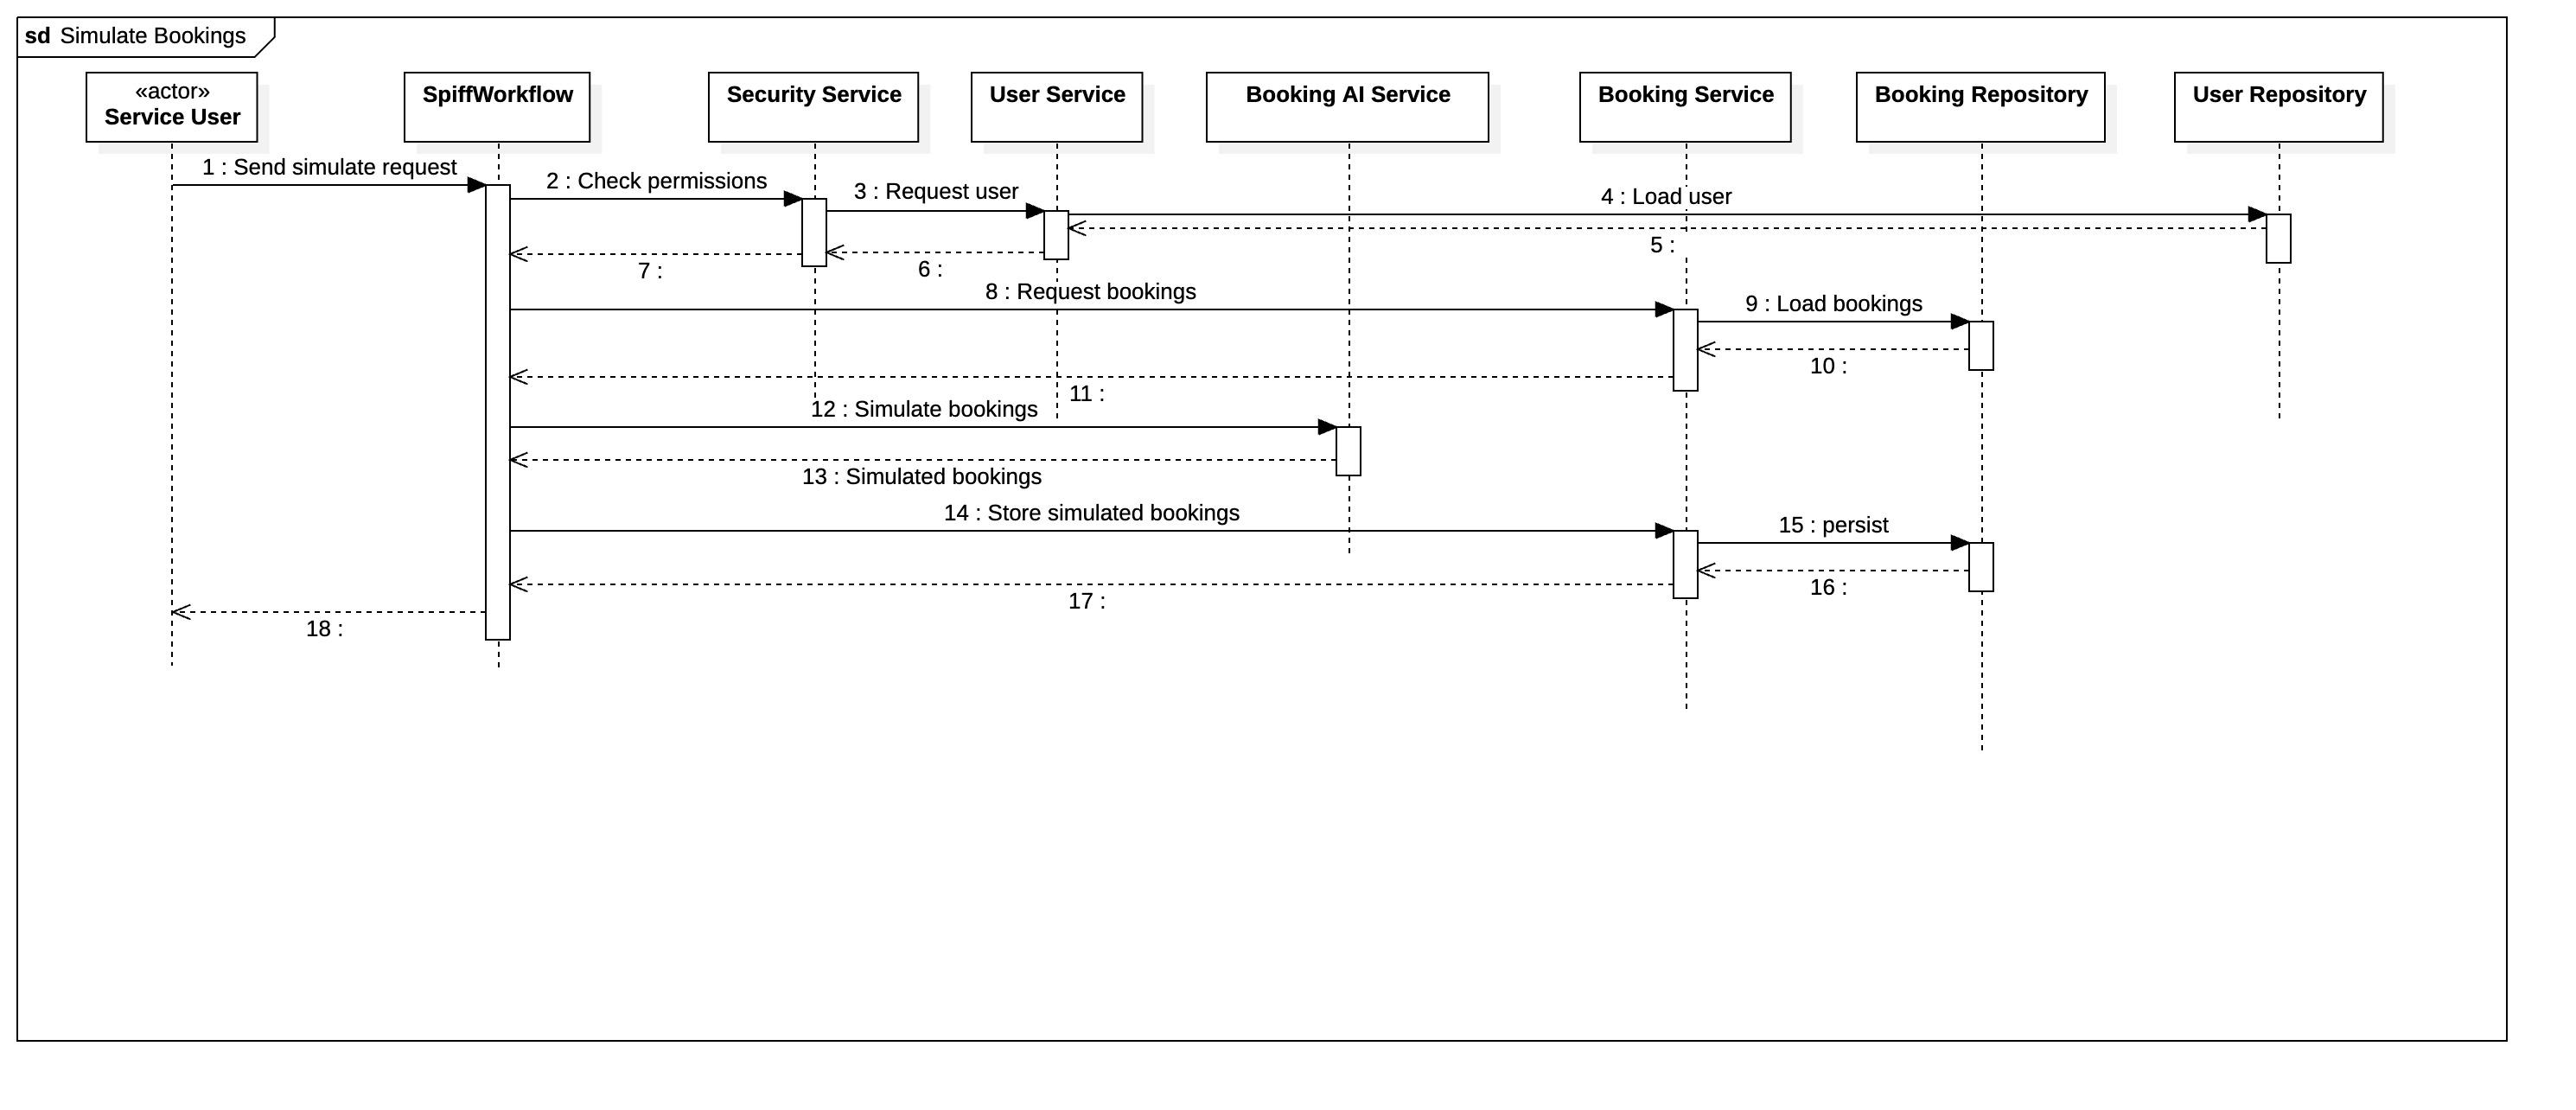 sd Simulate Bookings
«actor»
Service User
SpiffWorkflow
Security Service
User Service
Booking AI Service
Booking Service
Booking Repository
User Repository
1 : Send simulate request
2 : Check permissions
3 : Request user
4 : Load user
5 :
6 :
7 :
8 : Request bookings
9 : Load bookings
10 :
11 :
12 : Simulate bookings
13 : Simulated bookings
14 : Store simulated bookings
15 : persist
16 :
17 :
18 :